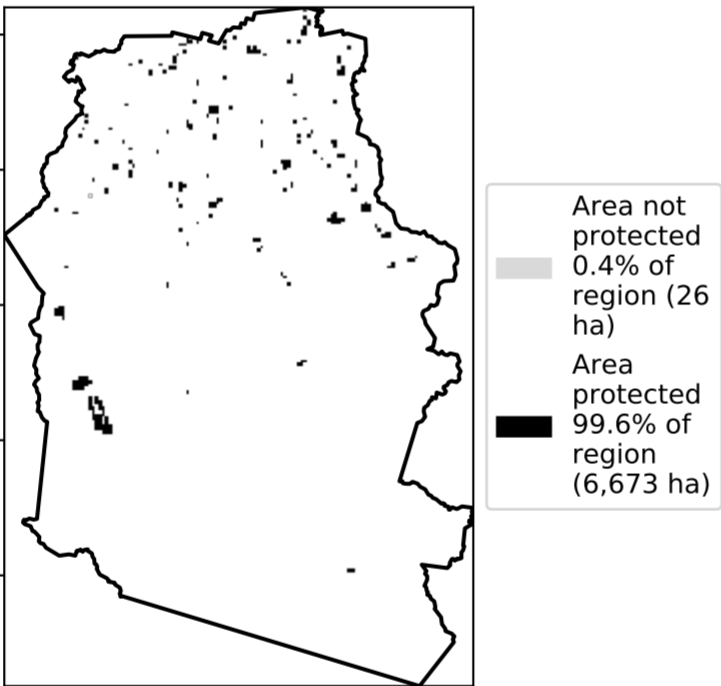 Area not
protected
0.4% of
region (26
ha)
Area
protected
99.6% of
region
(6,673 ha)